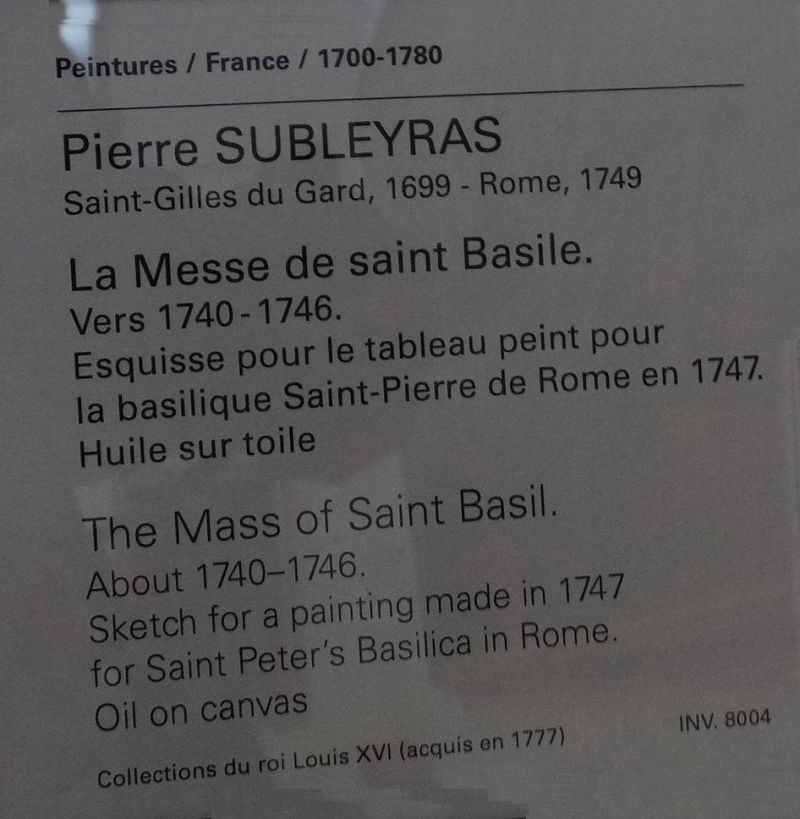 Peintures / France / 1700-1780
Pierre SUBLEYRAS
Saint-Gilles du Gard, 1699 - Rome, 1749
La Messe de saint Basile.
Vers 1740-1746.
Esquisse pour le tableau peint pour
la basilique Saint-Pierre de Rome en 1747.
Huile sur toile
The Mass of Saint Basil.
About 1740–1746.
Sketch for a painting made in 1747
for Saint Peter's Basilica in Rome.
Oil on canvas
Collections du roi Louis XVI (acquis en 1777) INV. 8004